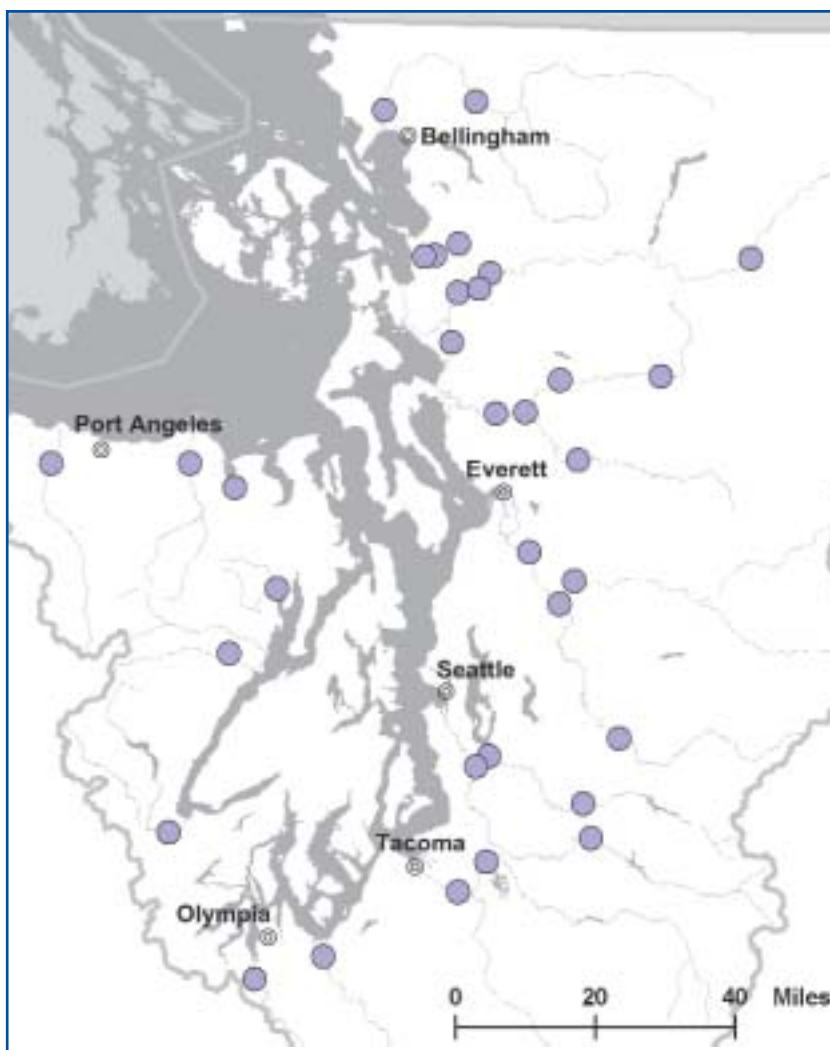 Bellingham
Port Angeles
Everett
Seattle
Tacoma
Olympia
0 20 40 Miles